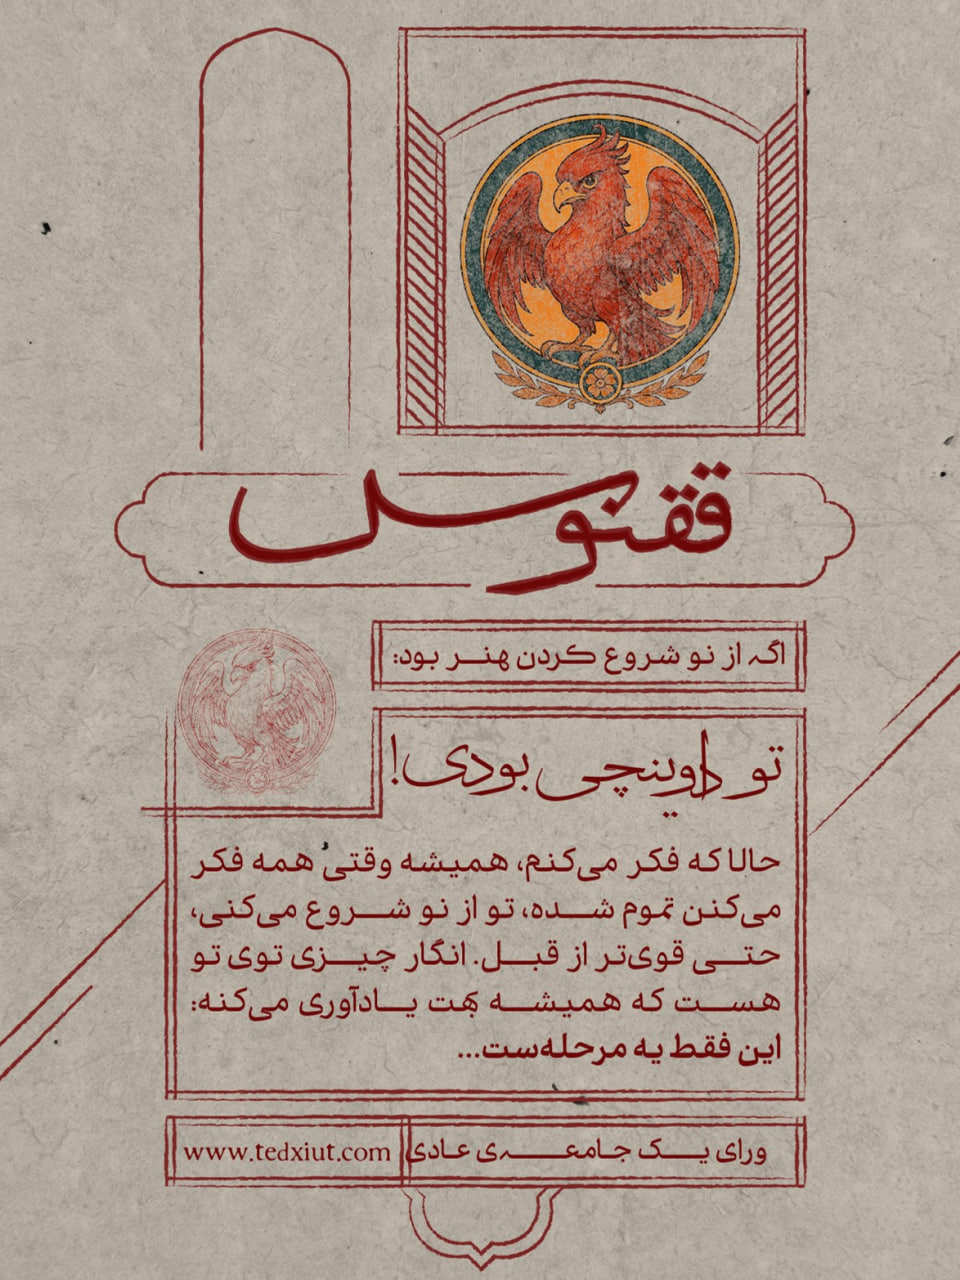 ققنوس
اگه از نو شروع کردن هنر بود:
تو داوینچی بودی!
حالا که فکر می‌کنم، همیشه وقتی همه فکر
می‌کنن تموم شده، تو از نو شروع می‌کنی،
حتی قوی‌تر از قبل. انگار چیزی توی تو
هست که همیشه بهت یادآوری می‌کنه:
این فقط یه مرحله‌ست...
ورای یک جامعه‌ی عادی
www.tedxiut.com